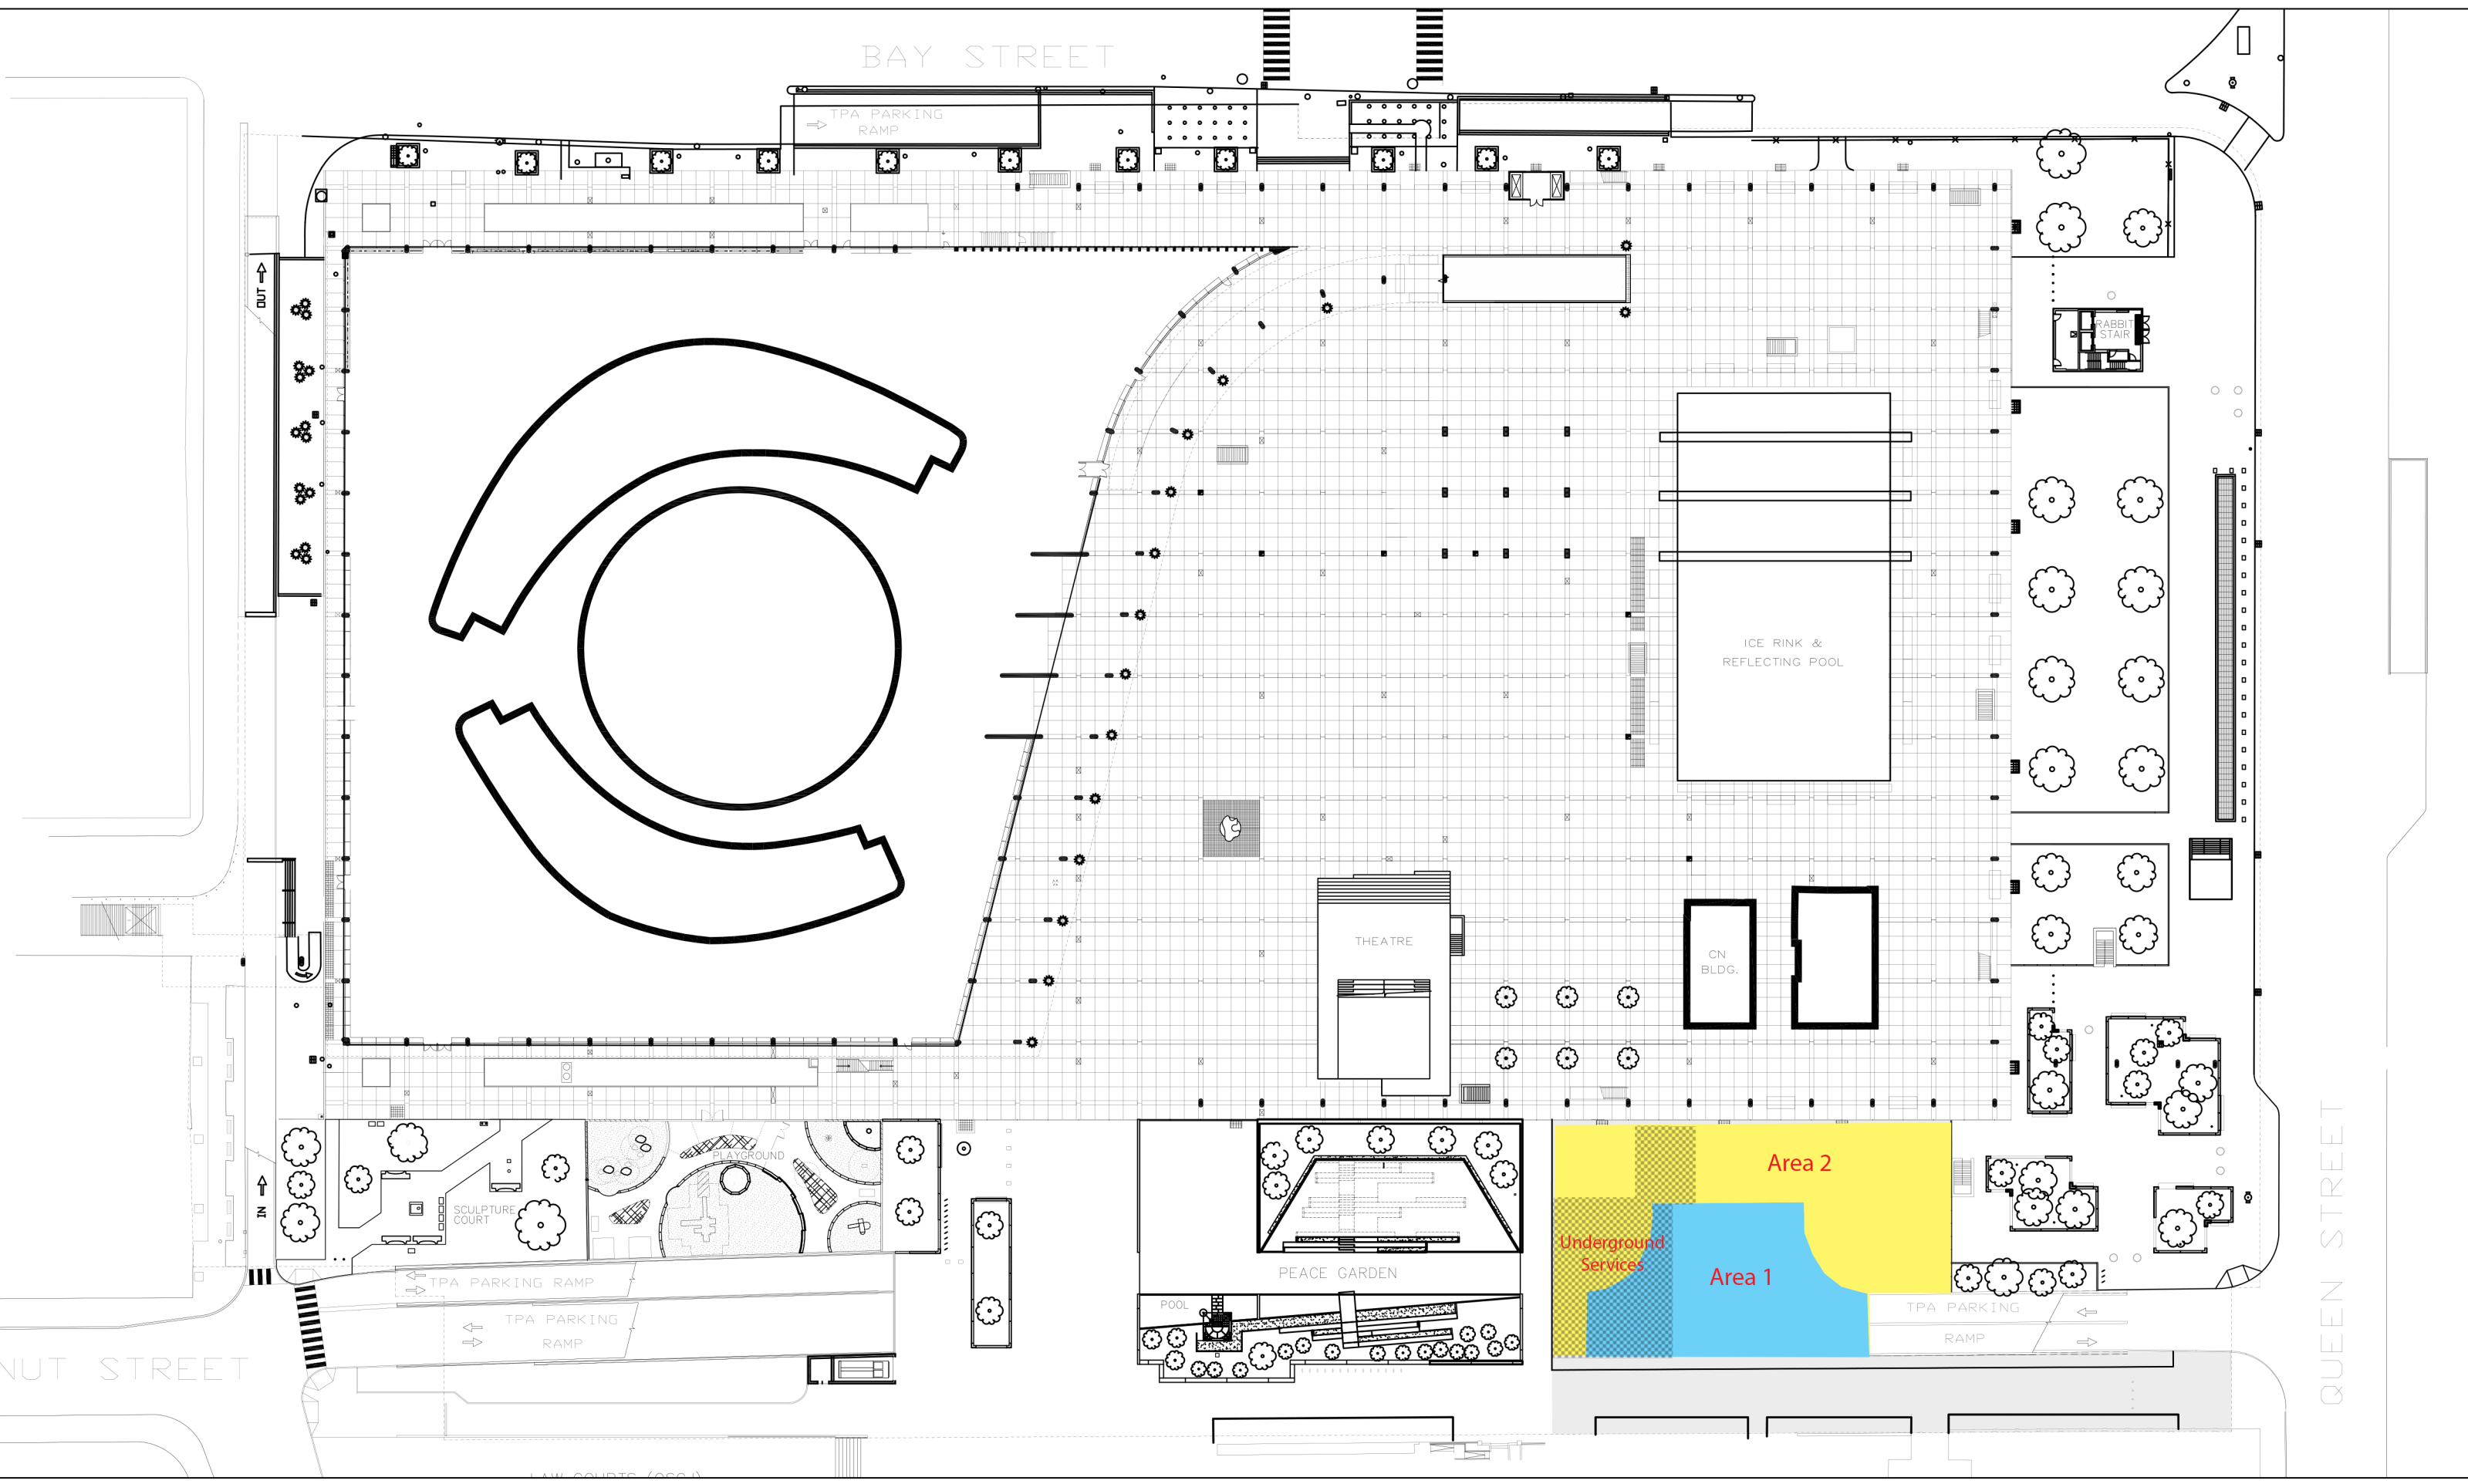 BAY STREET
TPA PARKING
RAMP
OUT
RABBIT
STAIR
ICE RINK &
REFLECTING POOL
THEATRE
CN
BLDG.
PLAYGROUND
SCULPTURE
COURT
IN
Area 2
Underground
Services
Area 1
PEACE GARDEN
POOL
TPA PARKING RAMP
TPA PARKING
RAMP
TPA PARKING
RAMP
NUT STREET
QUEEN STREET